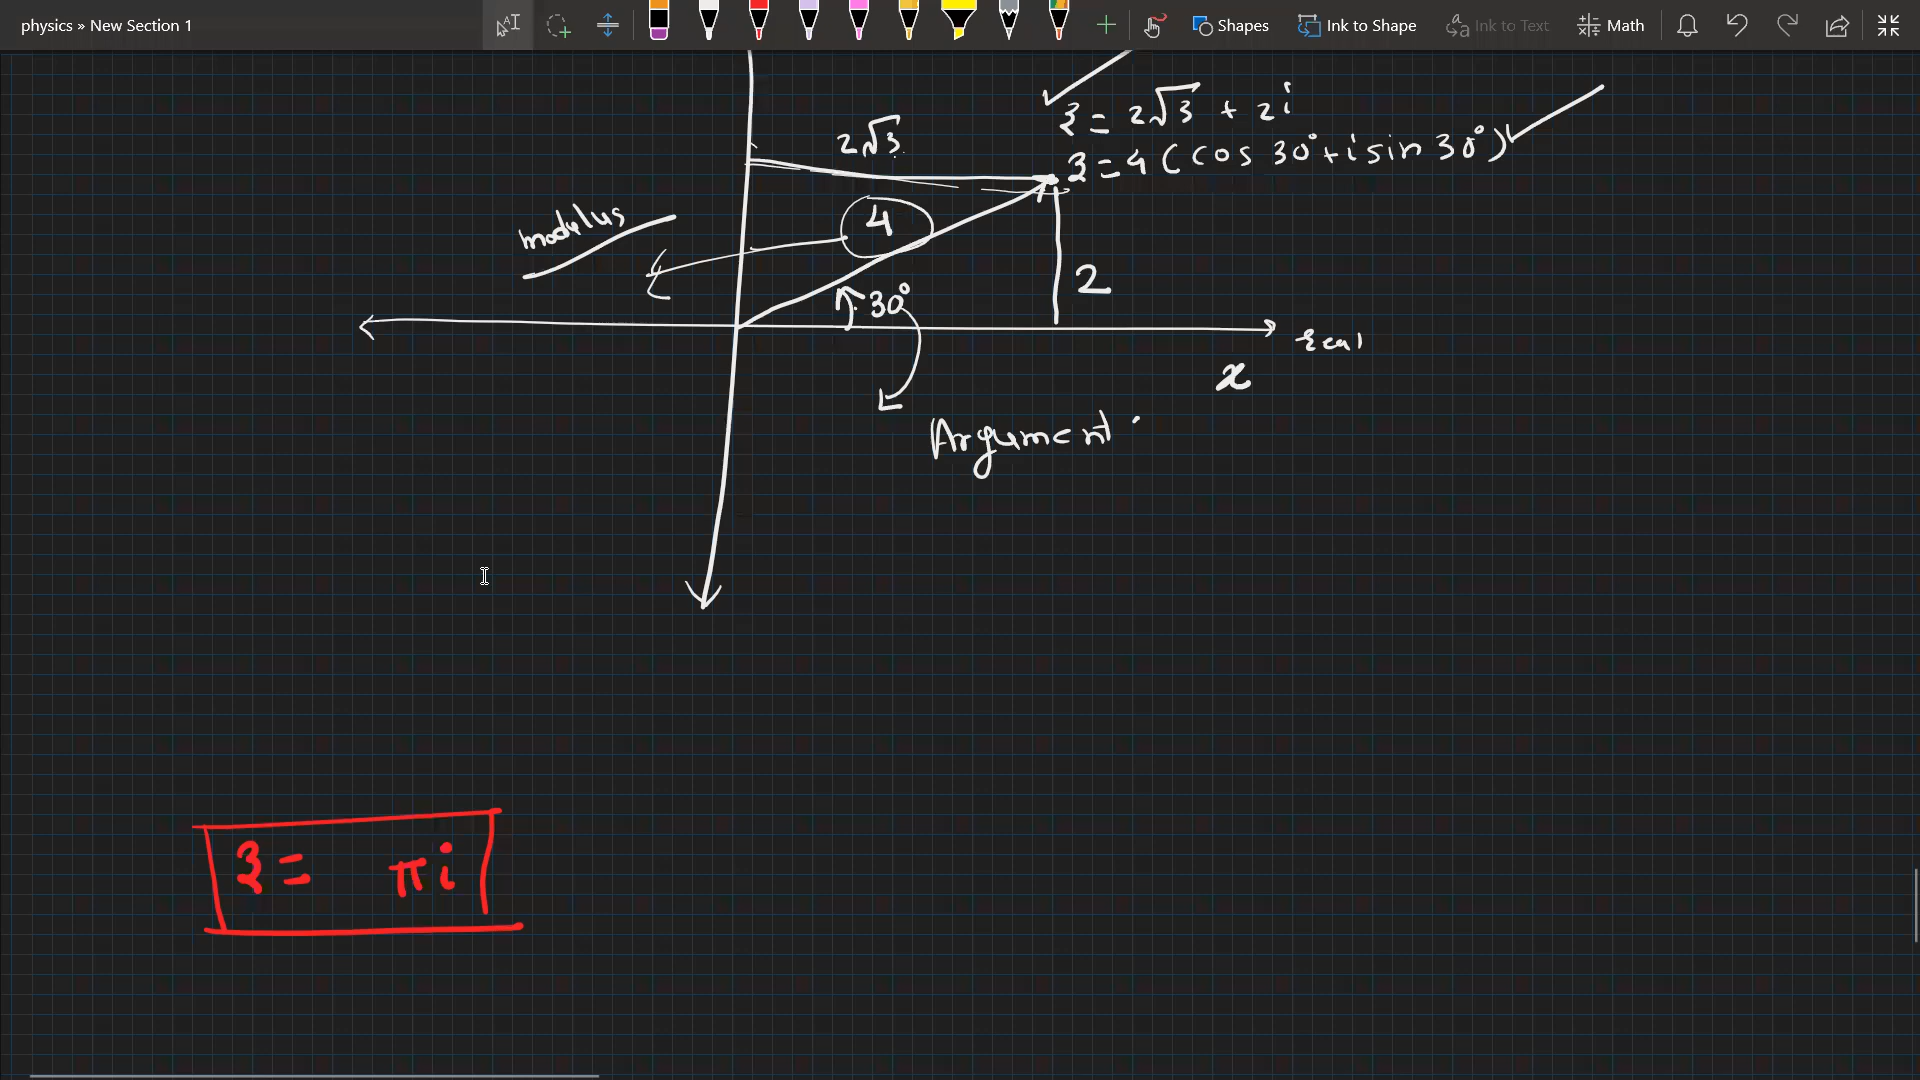 physics » New Section 1
Shapes
Ink to Shape
Ink to Text
Math
z = 2√3 + 2i
z = 4 (cos 30° + i sin 30°)
2√3
modulus
4
2
30°
real
x
Argument
z = πi